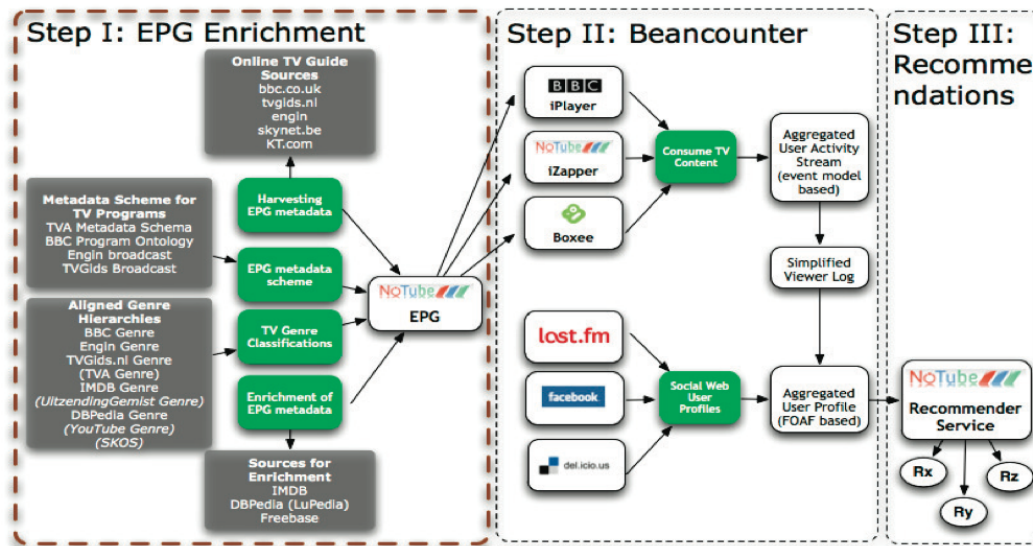 Step I: EPG Enrichment
Online TV Guide
Sources
bbc.co.uk
tvgids.nl
engin
skynet.be
KT.com
Harvesting
EPG metadata
Metadata Scheme for
TV Programs
TVA Metadata Schema
BBC Program Ontology
Engin broadcast
TVGids Broadcast
EPG metadata
scheme
Aligned Genre
Hierarchies
BBC Genre
Engin Genre
TVGids.nl Genre
(TVA Genre)
IMDB Genre
(UitzendingGemist Genre)
DBPedia Genre
(YouTube Genre)
(SKOS)
TV Genre
Classifications
Enrichment of
EPG metadata
Sources for
Enrichment
IMDB
DBPedia (LuPedia)
Freebase
NoTube
EPG
Step II: Beancounter
BBC
iPlayer
NoTube
iZapper
Boxee
Consume TV
Content
Aggregated
User Activity
Stream
(event model
based)
Simplified
Viewer Log
lost.fm
facebook
del.icio.us
Social Web
User
Profiles
Aggregated
User Profile
(FOAF based)
Step III:
Recomme
ndations
NoTube
Recommender
Service
Rx
Ry
Rz